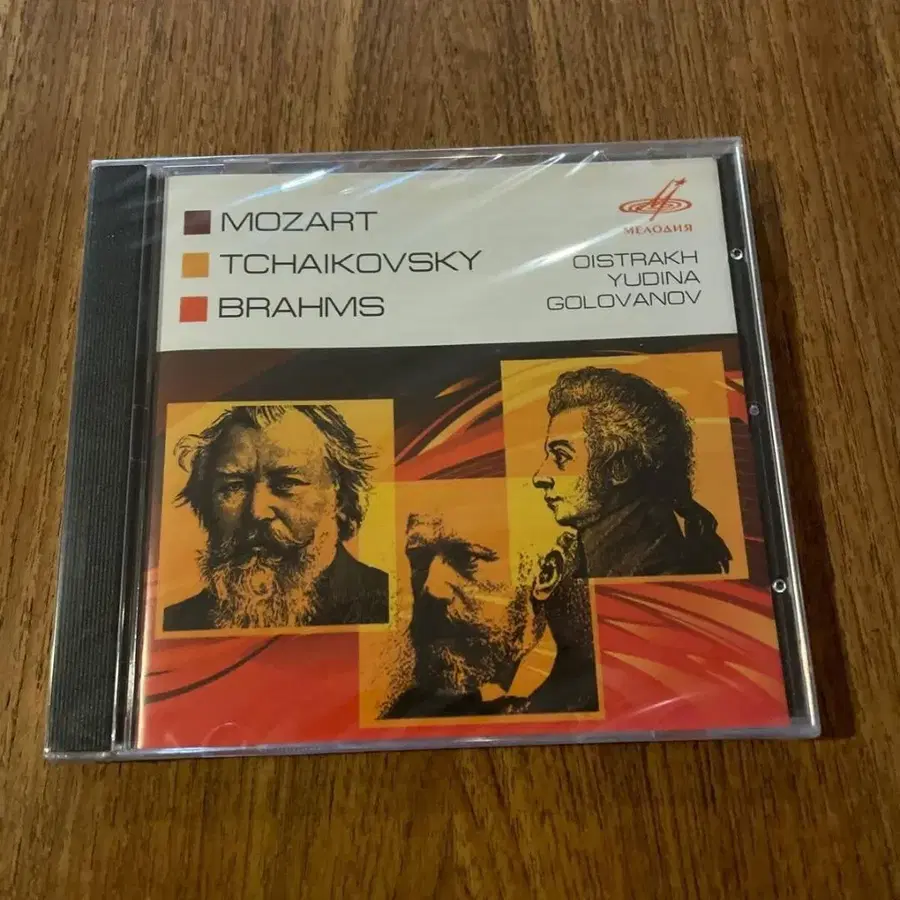 MOZART
TCHAIKOVSKY
BRAHMS
МЕЛОДИЯ
OISTRAKH
YUDINA
GOLOVANOV